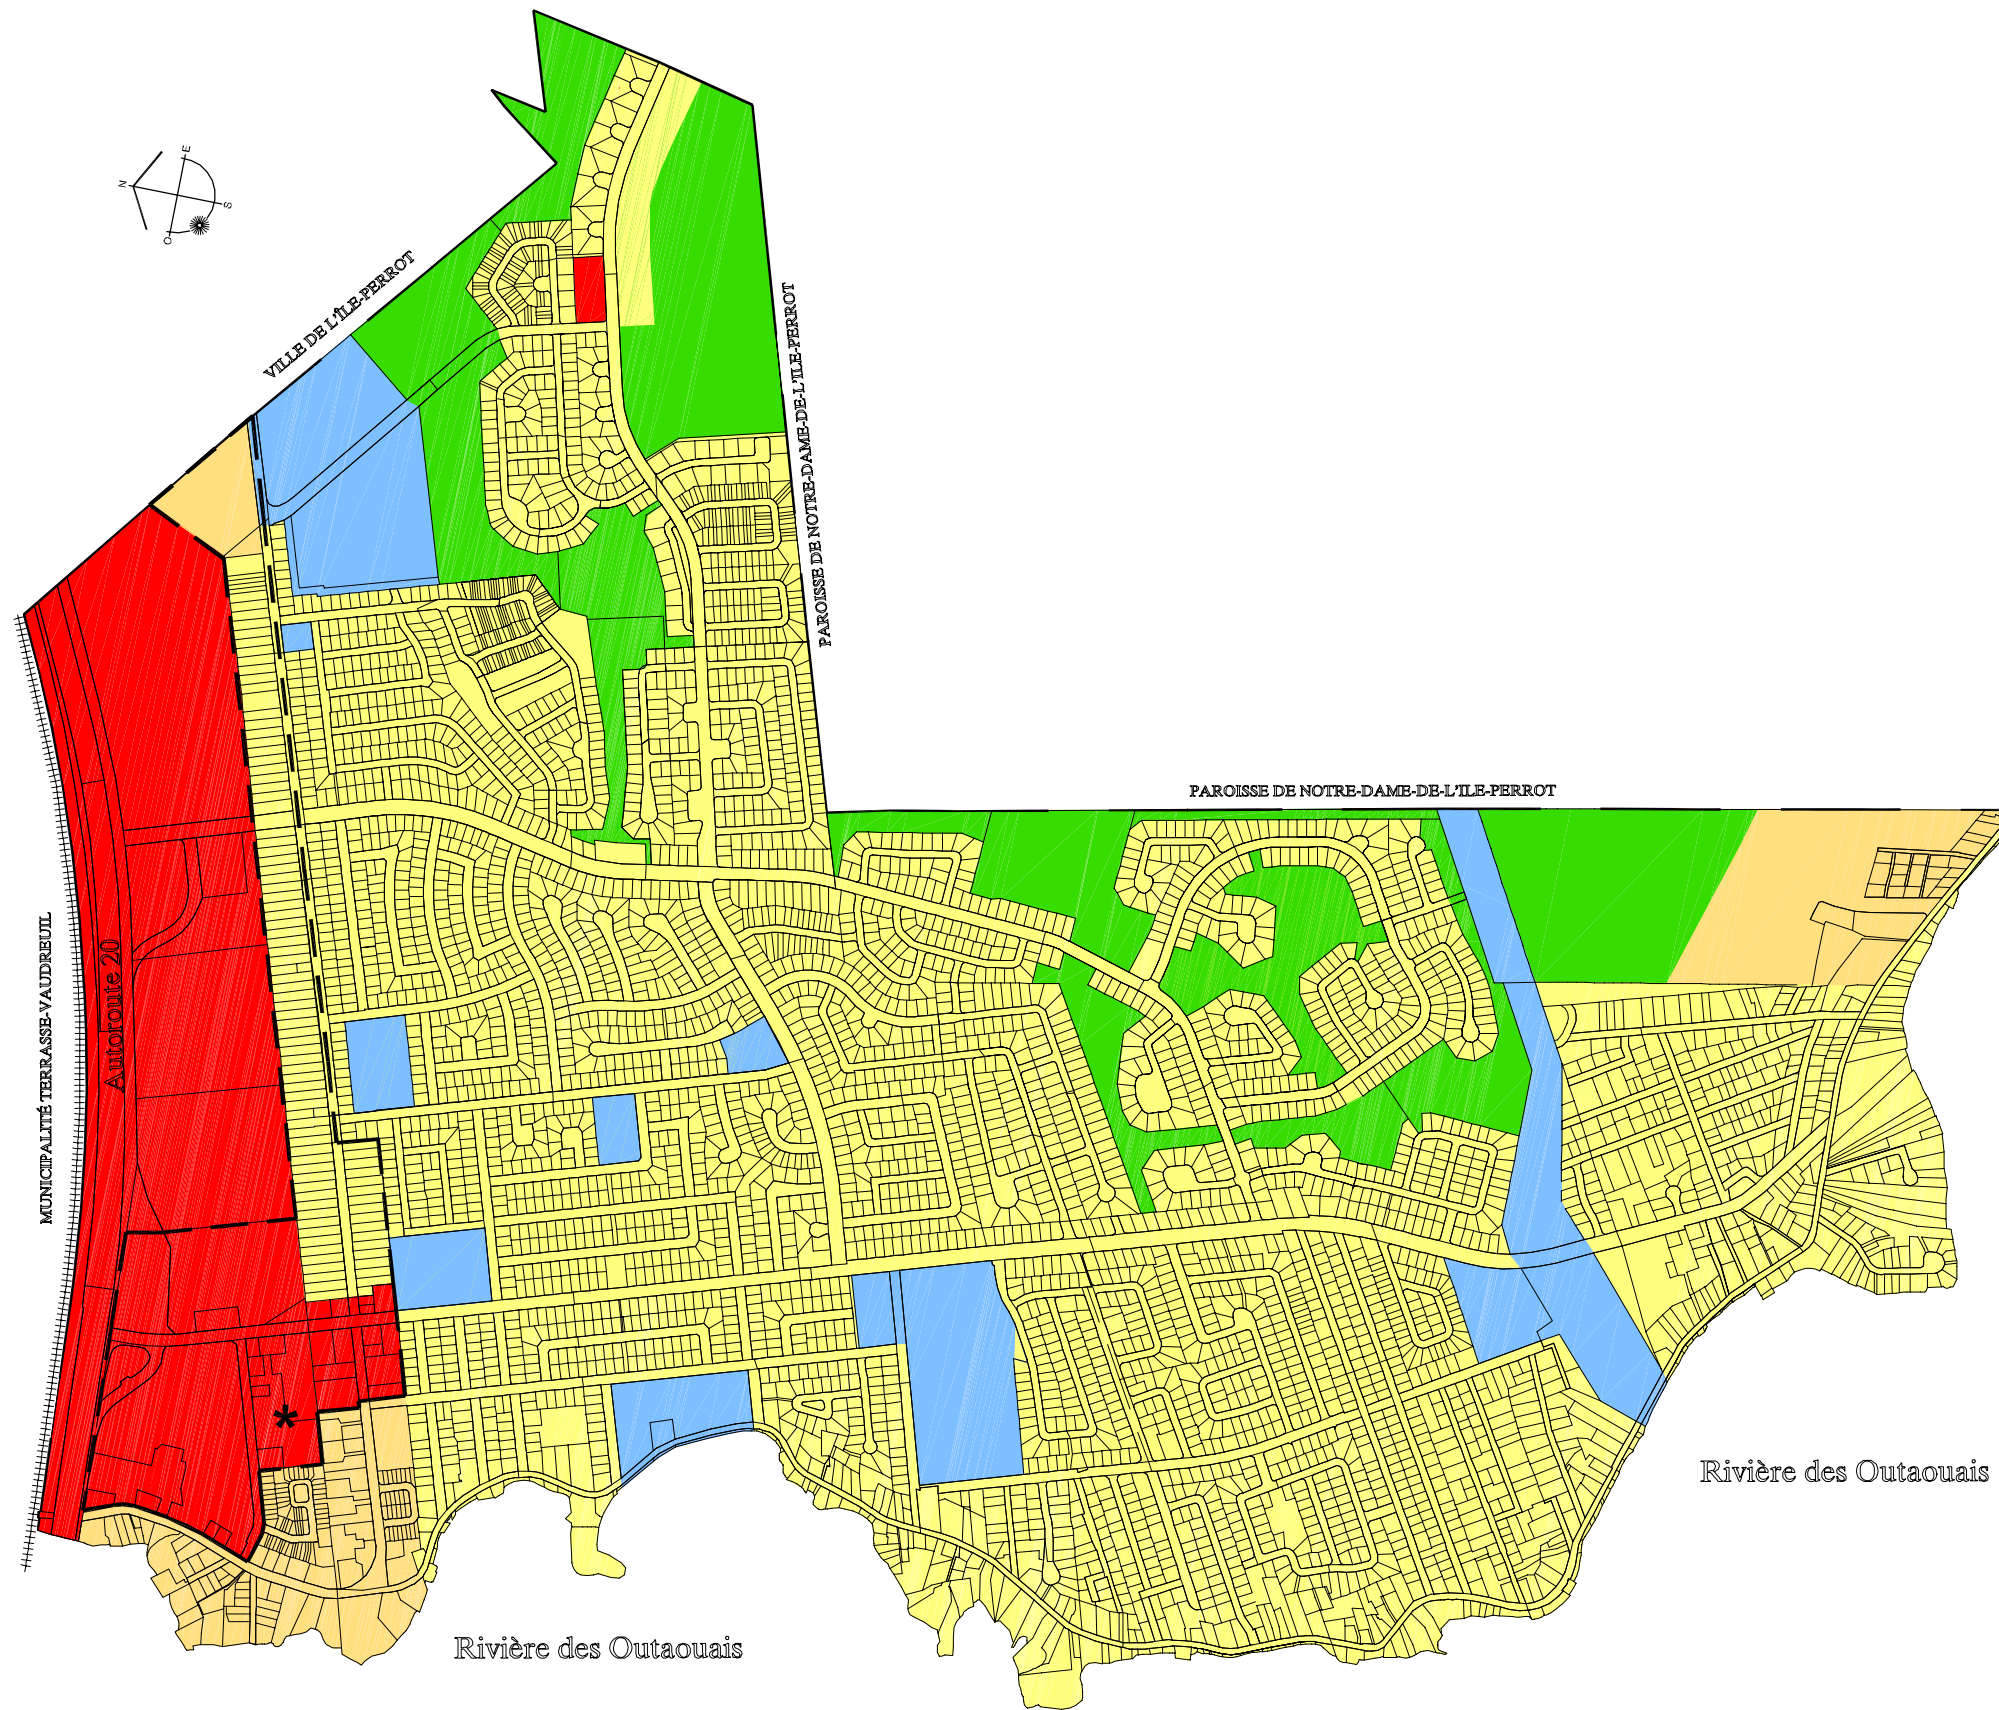 E
N
S
O
VILLE DE L'ÎLE-PERROT
PAROISSE DE NOTRE-DAME-DE-L'ILE-PERROT
PAROISSE DE NOTRE-DAME-DE-L'ILE-PERROT
MUNICIPALITÉ TERRASSE-VAUDREUIL
Autoroute 20
*
Rivière des Outaouais
Rivière des Outaouais